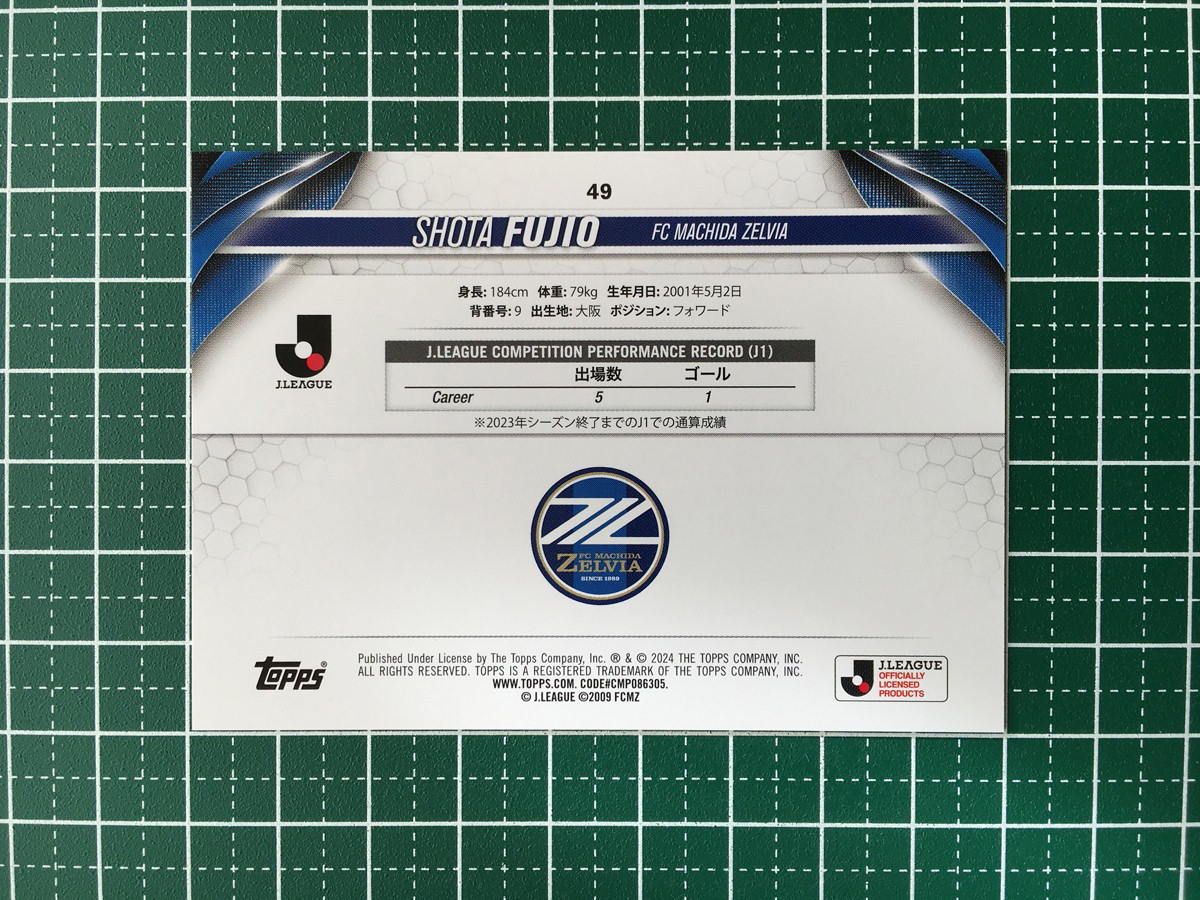 49
SHOTA FUJIO FC MACHIDA ZELVIA
身長: 184cm 体重: 79kg 生年月日: 2001年5月2日
背番号: 9 出生地: 大阪 ポジション: フォワード
J.LEAGUE
J.LEAGUE COMPETITION PERFORMANCE RECORD (J1)
出場数 ゴール
Career 5 1
※2023年シーズン終了までのJ1での通算成績
FC MACHIDA
ZELVIA
SINCE 1989
topps®
Published Under License by The Topps Company, Inc. ® & © 2024 THE TOPPS COMPANY, INC.
ALL RIGHTS RESERVED. TOPPS IS A REGISTERED TRADEMARK OF THE TOPPS COMPANY, INC.
WWW.TOPPS.COM. CODE#CMP086305.
© J.LEAGUE ©2009 FCMZ
J.LEAGUE
OFFICIALLY
LICENSED
PRODUCTS